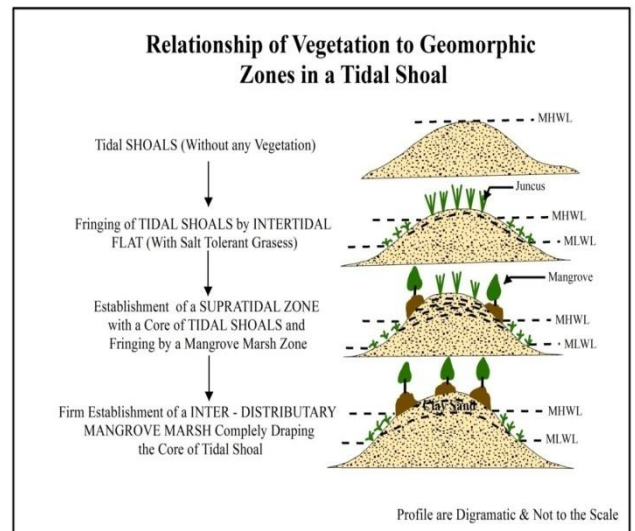 Relationship of Vegetation to Geomorphic
Zones in a Tidal Shoal
MHWL
Tidal SHOALS (Without any Vegetation)
Juncus
Fringing of TIDAL SHOALS by INTERTIDAL
FLAT (With Salt Tolerant Grasess)
MHWL
MLWL
Mangrove
Establishment of a SUPRATIDAL ZONE
with a Core of TIDAL SHOALS and
Fringing by a Mangrove Marsh Zone
MHWL
MLWL
Clay Sand
Firm Establishment of a INTER - DISTRIBUTARY
MANGROVE MARSH Complely Draping
the Core of Tidal Shoal
MHWL
MLWL
Profile are Digramatic & Not to the Scale